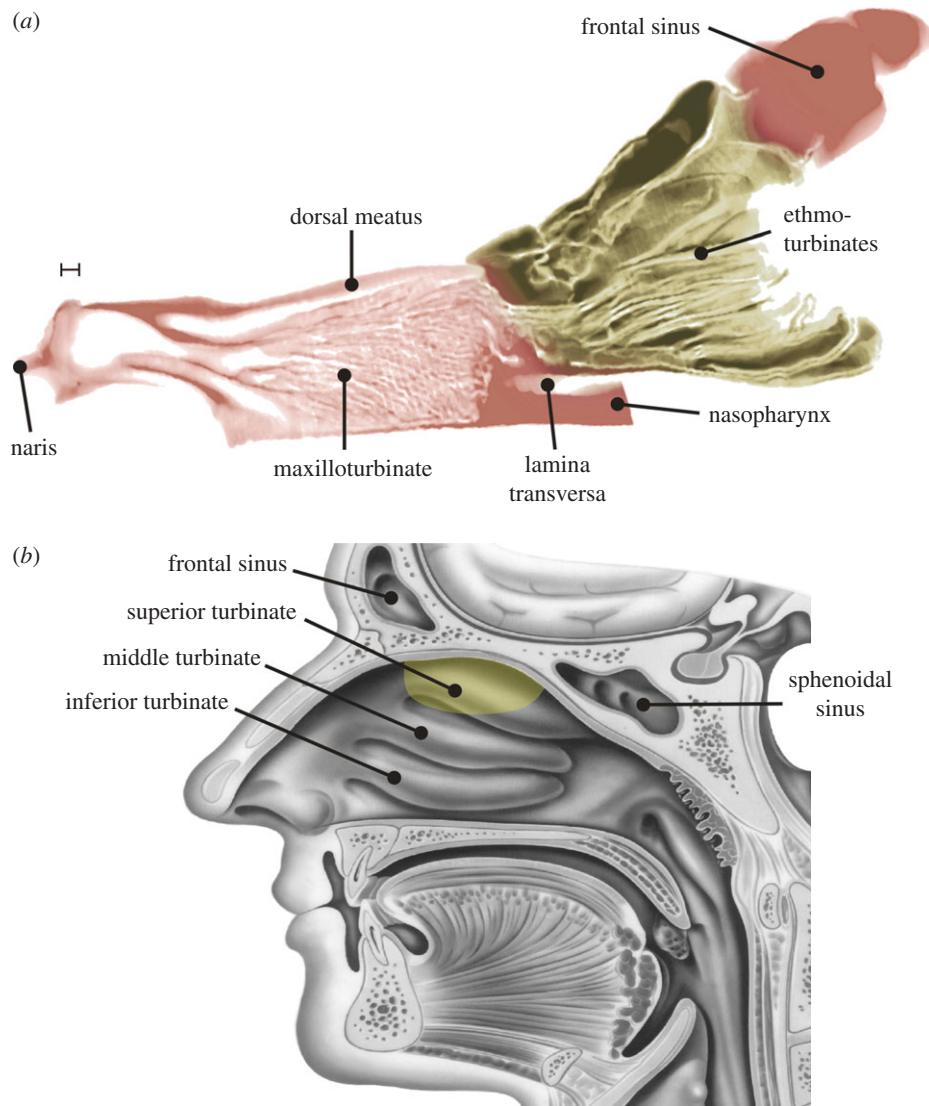 (a)
frontal sinus
dorsal meatus
ethmo-
turbinates
naris
maxilloturbinate
lamina
transversa
nasopharynx
(b)
frontal sinus
superior turbinate
middle turbinate
inferior turbinate
sphenoidal
sinus